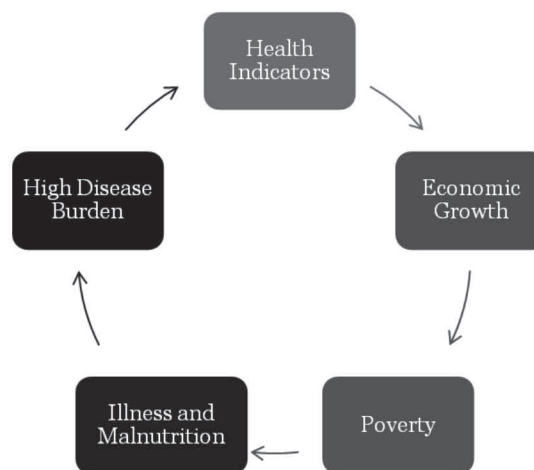 Health
Indicators
Economic
Growth
Poverty
Illness and
Malnutrition
High Disease
Burden